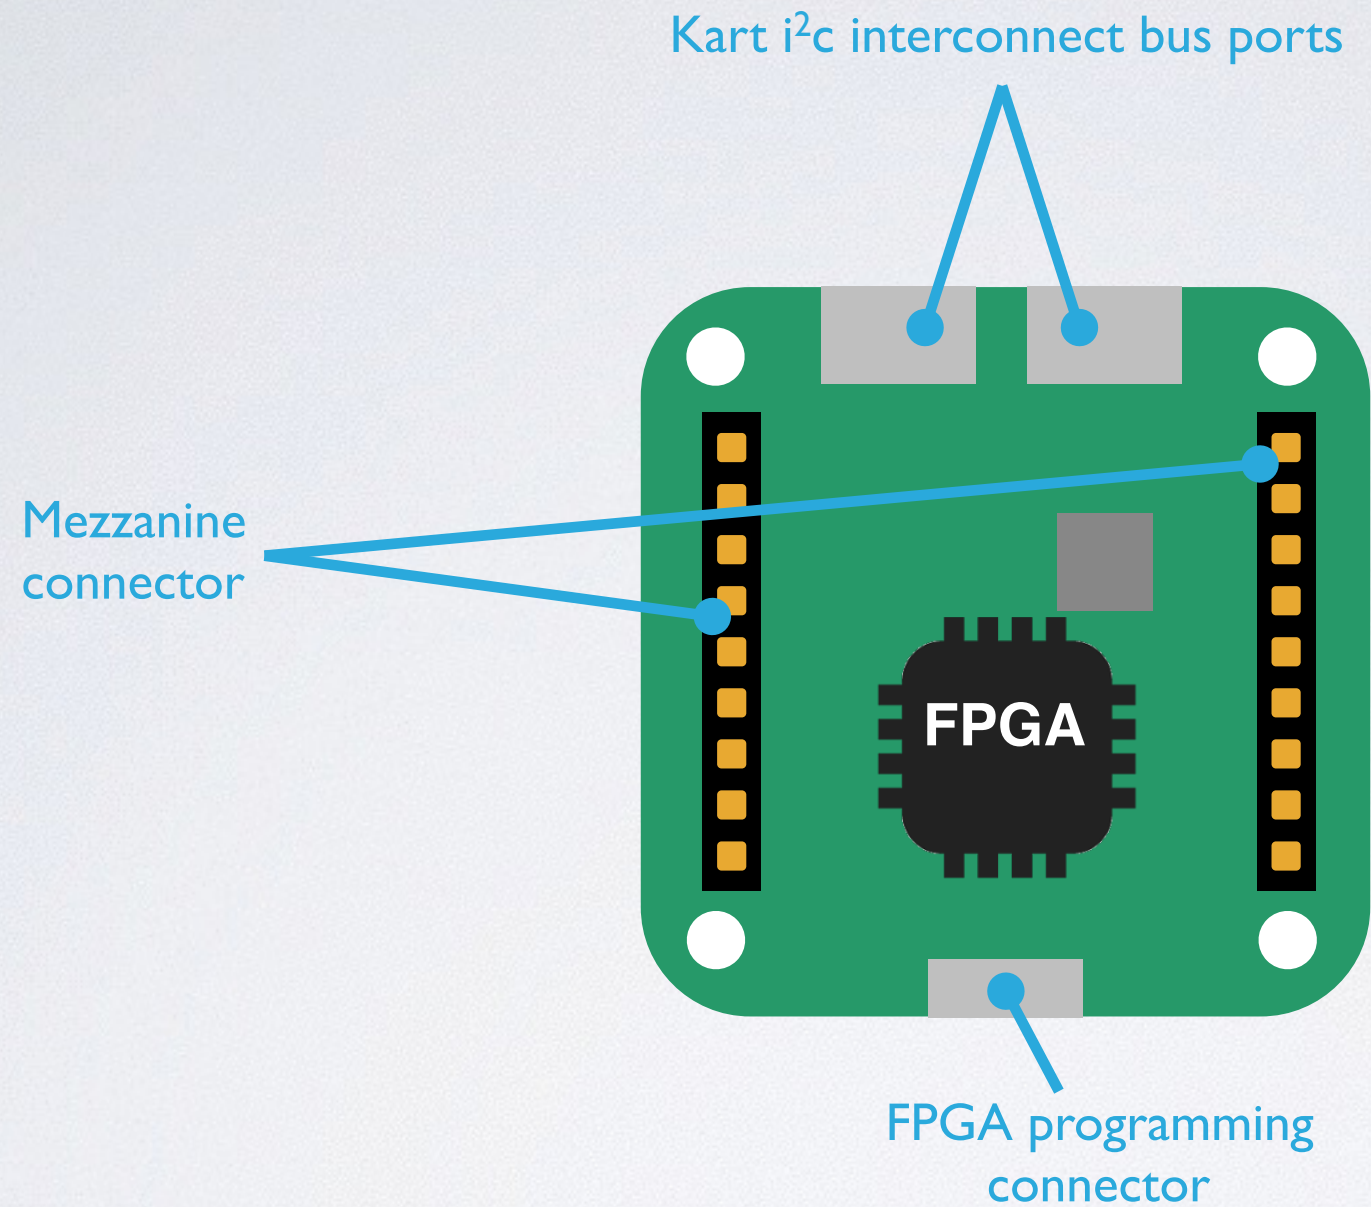 Kart i²c interconnect bus ports
Mezzanine
connector
FPGA
FPGA programming
connector